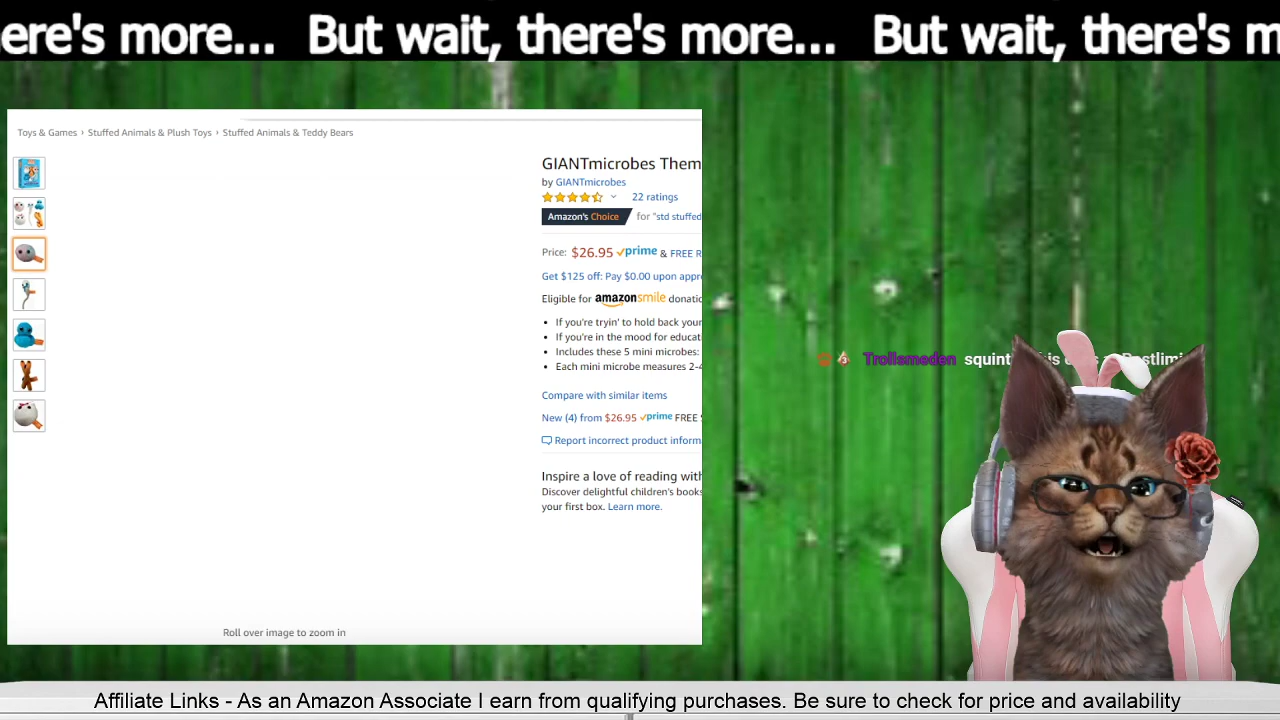 ere's more... But wait, there's more... But wait, there's m
Toys & Games › Stuffed Animals & Plush Toys › Stuffed Animals & Teddy Bears
GIANTmicrobes Them
by GIANTmicrobes
22 ratings
Amazon's Choice for "std stuffed
Price: $26.95 prime & FREE R
Get $125 off: Pay $0.00 upon appr
Eligible for amazonsmile donatic
• If you're tryin' to hold back your
• If you're in the mood for educat
• Includes these 5 mini microbes:
• Each mini microbe measures 2-4
Compare with similar items
New (4) from $26.95 prime FREE S
Report incorrect product inform
Inspire a love of reading with
Discover delightful children's books
your first box. Learn more.
Roll over image to zoom in
Trollsmeden squint
Affiliate Links - As an Amazon Associate I earn from qualifying purchases. Be sure to check for price and availability